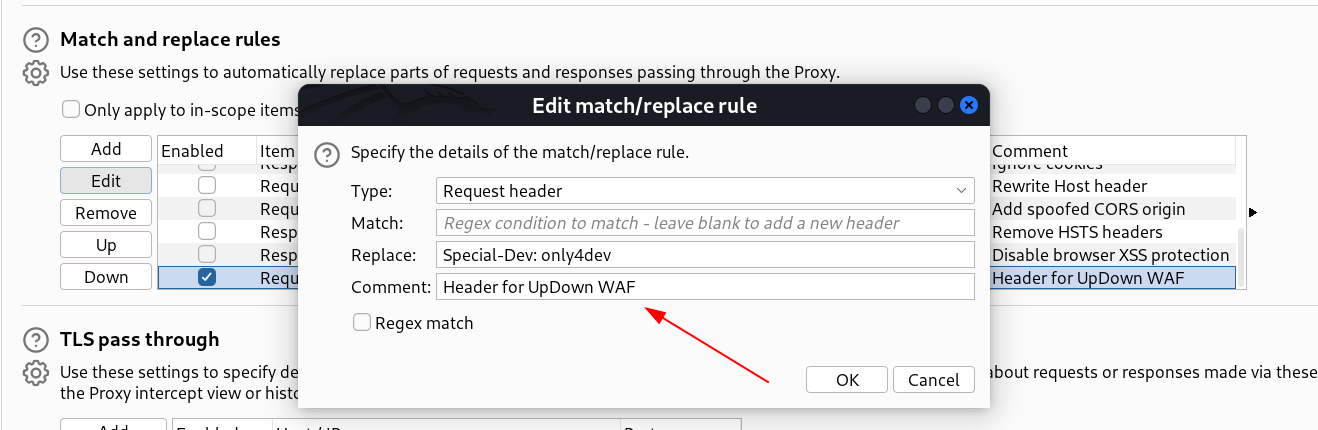 Match and replace rules
Use these settings to automatically replace parts of requests and responses passing through the Proxy.
Only apply to in-scope items
Edit match/replace rule
Specify the details of the match/replace rule.
Type: Request header
Match: Regex condition to match - leave blank to add a new header
Replace: Special-Dev: only4dev
Comment: Header for UpDown WAF
Regex match
OK Cancel
Add
Edit
Remove
Up
Down
Enabled Item Comment
Resp Ignore cookies
Requ Rewrite Host header
Requ Add spoofed CORS origin
Resp Remove HSTS headers
Resp Disable browser XSS protection
Requ Header for UpDown WAF
TLS pass through
Use these settings to specify de about requests or responses made via these
the Proxy intercept view or histo
Add Enabled